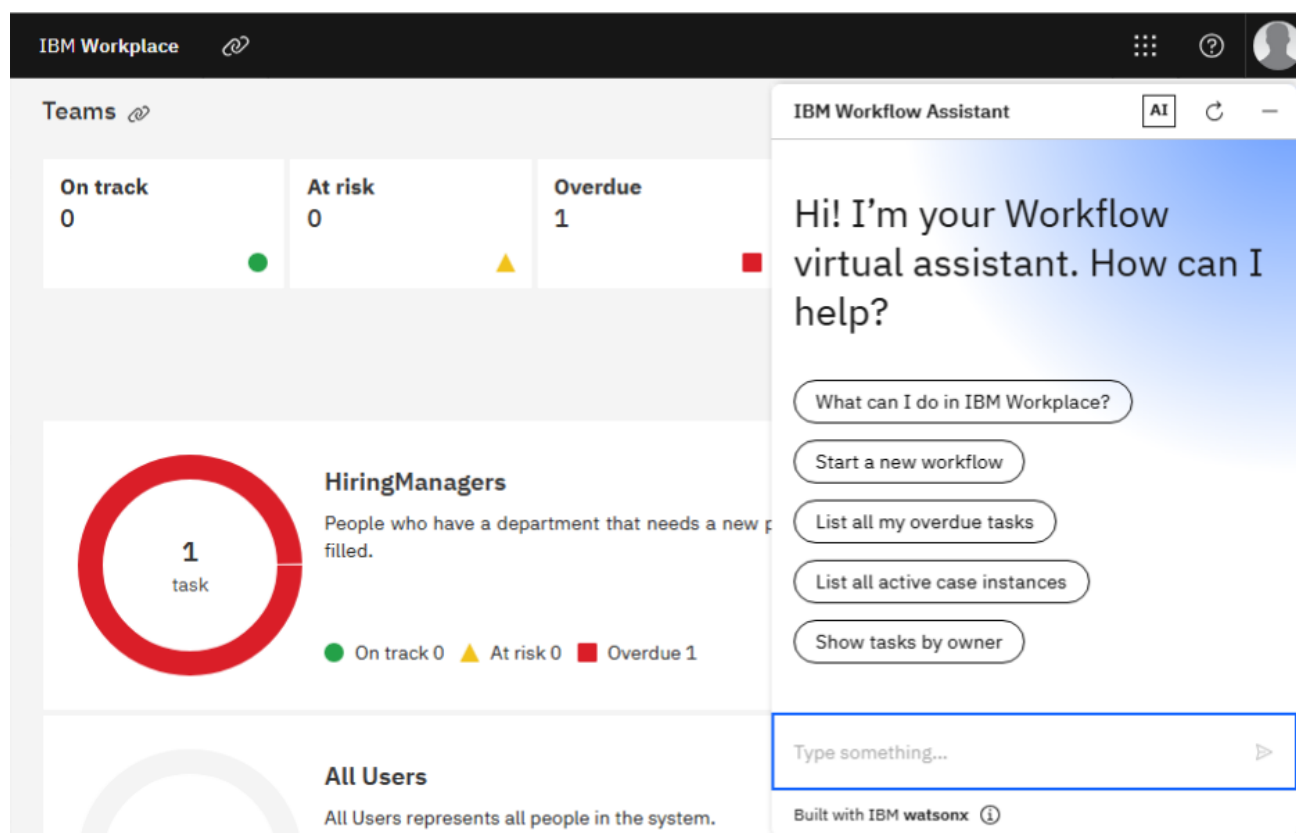 IBM Workplace
Teams
On track
0
At risk
0
Overdue
1
1
task
HiringManagers
People who have a department that needs a new
filled.
On track 0 At risk 0 Overdue 1
All Users
All Users represents all people in the system.
IBM Workflow Assistant
AI
Hi! I'm your Workflow
virtual assistant. How can I
help?
What can I do in IBM Workplace?
Start a new workflow
List all my overdue tasks
List all active case instances
Show tasks by owner
Type something...
Built with IBM watsonx